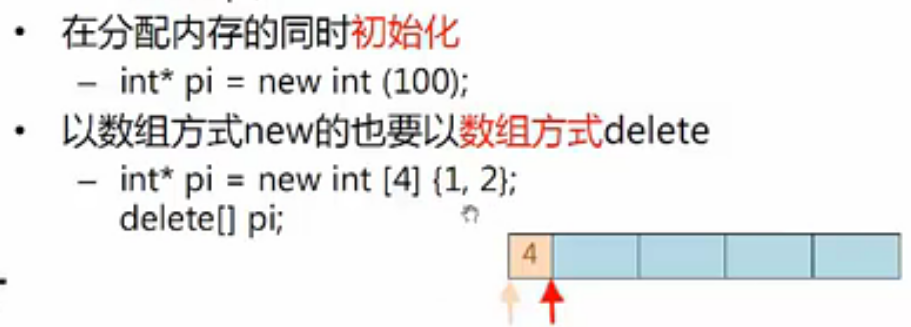 • 在分配内存的同时初始化
– int* pi = new int (100);
• 以数组方式new的也要以数组方式delete
– int* pi = new int [4] {1, 2};
delete[] pi;
4